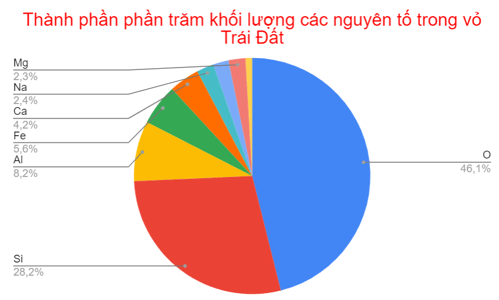 Thành phần phần trăm khối lượng các nguyên tố trong vỏ
Trái Đất
Mg
2,3%
Na
2,4%
Ca
4,2%
Fe
5,6%
Al
8,2%
Si
28,2%
O
46,1%